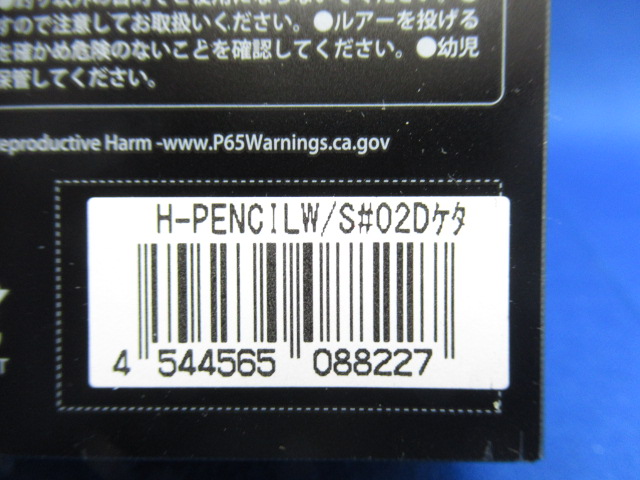 すので注意してお取扱いください。●ルアーを投げる
を確かめ危険のないことを確認してください。●幼児
保管してください。
eproductive Harm -www.P65Warnings.ca.gov
H-PENCILW/S#02Dケタ
4 544565 088227